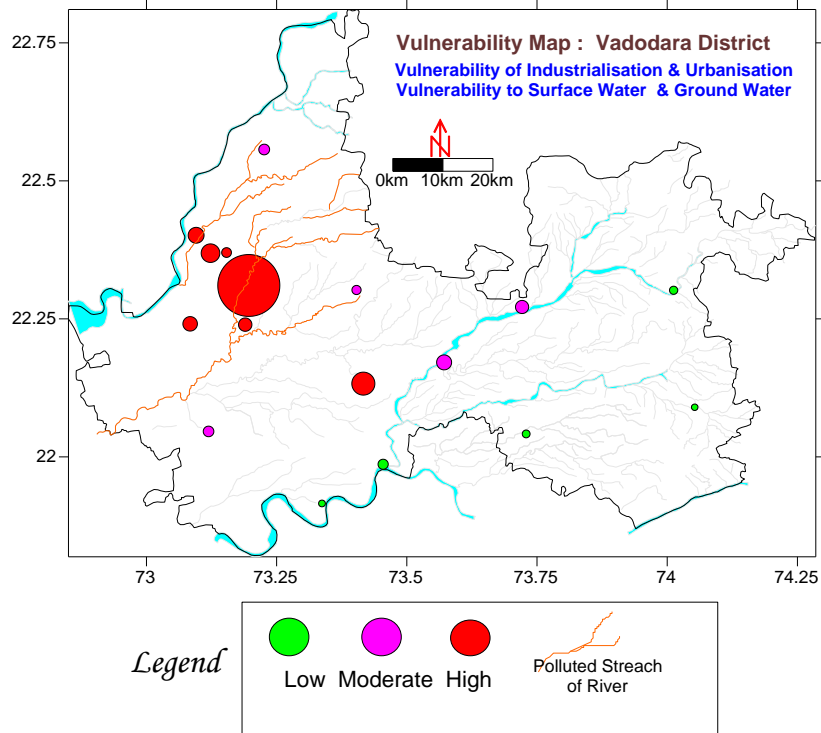 Vulnerability Map : Vadodara District
Vulnerability of Industrialisation & Urbanisation
Vulnerability to Surface Water & Ground Water
N
0km 10km 20km
22.75
22.5
22.25
22
73 73.25 73.5 73.75 74 74.25
Legend
Low Moderate High
Polluted Streach
of River